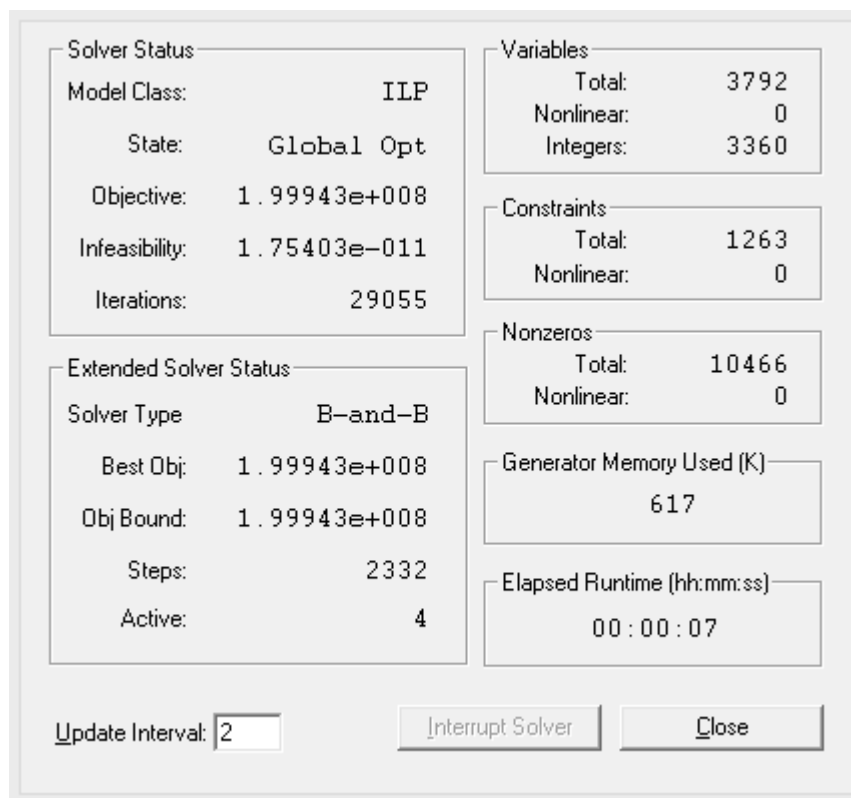 Solver Status
Model Class: ILP
State: Global Opt
Objective: 1.99943e+008
Infeasibility: 1.75403e-011
Iterations: 29055
Extended Solver Status
Solver Type B-and-B
Best Obj: 1.99943e+008
Obj Bound: 1.99943e+008
Steps: 2332
Active: 4
Variables
Total: 3792
Nonlinear: 0
Integers: 3360
Constraints
Total: 1263
Nonlinear: 0
Nonzeros
Total: 10466
Nonlinear: 0
Generator Memory Used (K)
617
Elapsed Runtime (hh:mm:ss)
00:00:07
Update Interval: 2
Interrupt Solver
Close